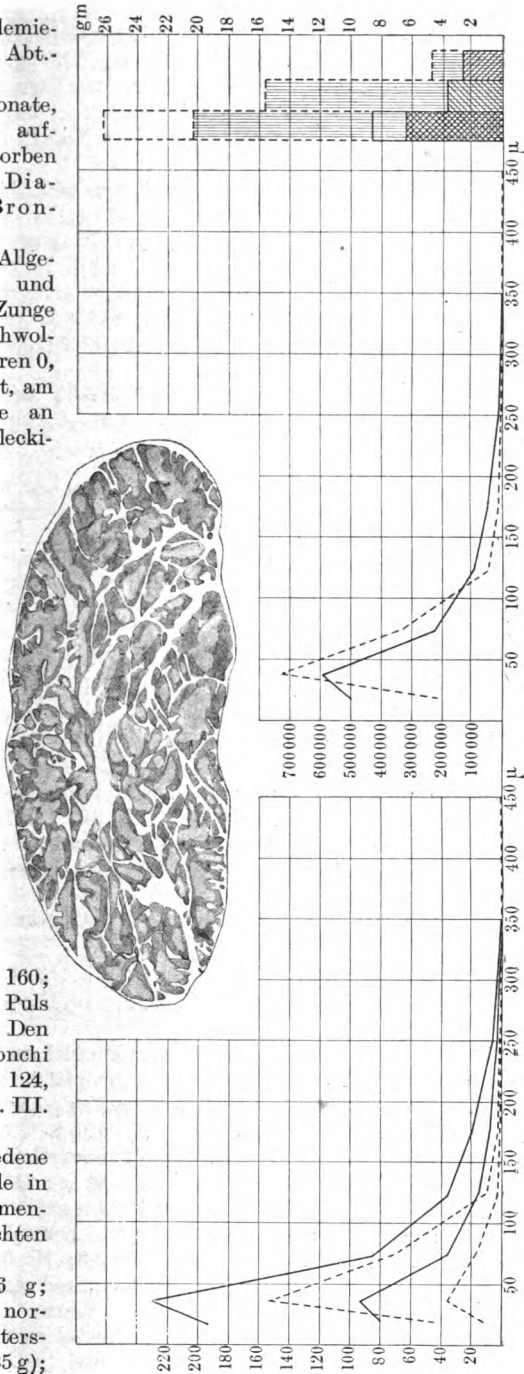 demie-
Abt.-
onate,
auf-
orben
Dia-
Bron-
Allge-
und
Zunge
hwol-
ren 0,
t, am
e an
lecki-
160;
Puls
Den
onchi
124,
. III.
edene
de in
men-
chten
6 g;
nor-
ters-
35 g);
gm
26
24
22
20
18
16
14
12
10
8
6
4
2
450 µ
400
350
300
250
200
150
100
50
700000
600000
500000
400000
300000
200000
100000
450 µ
400
350
300
250
200
150
100
50
220
200
180
160
140
120
100
80
60
40
20